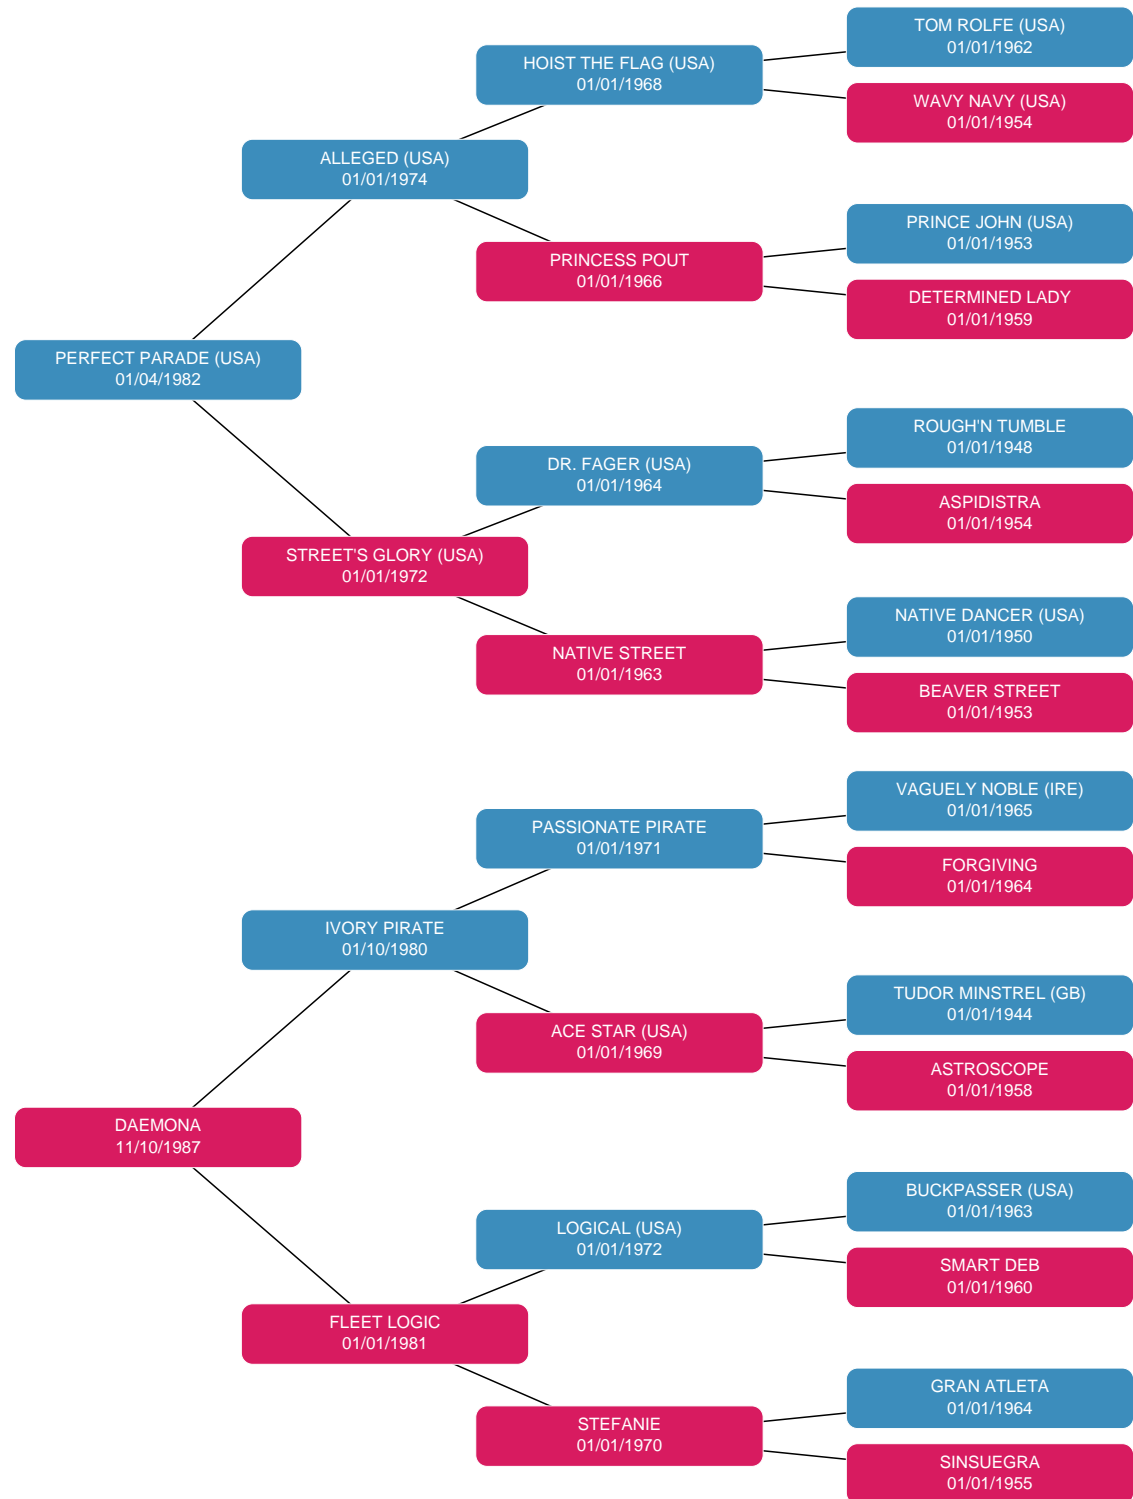 TOM ROLFE (USA)
01/01/1962
HOIST THE FLAG (USA)
01/01/1968
WAVY NAVY (USA)
01/01/1954
ALLEGED (USA)
01/01/1974
PRINCE JOHN (USA)
01/01/1953
PRINCESS POUT
01/01/1966
DETERMINED LADY
01/01/1959
PERFECT PARADE (USA)
01/04/1982
ROUGH'N TUMBLE
01/01/1948
DR. FAGER (USA)
01/01/1964
ASPIDISTRA
01/01/1954
STREET'S GLORY (USA)
01/01/1972
NATIVE DANCER (USA)
01/01/1950
NATIVE STREET
01/01/1963
BEAVER STREET
01/01/1953
VAGUELY NOBLE (IRE)
01/01/1965
PASSIONATE PIRATE
01/01/1971
FORGIVING
01/01/1964
IVORY PIRATE
01/10/1980
TUDOR MINSTREL (GB)
01/01/1944
ACE STAR (USA)
01/01/1969
ASTROSCOPE
01/01/1958
DAEMONA
11/10/1987
BUCKPASSER (USA)
01/01/1963
LOGICAL (USA)
01/01/1972
SMART DEB
01/01/1960
FLEET LOGIC
01/01/1981
GRAN ATLETA
01/01/1964
STEFANIE
01/01/1970
SINSUEGRA
01/01/1955